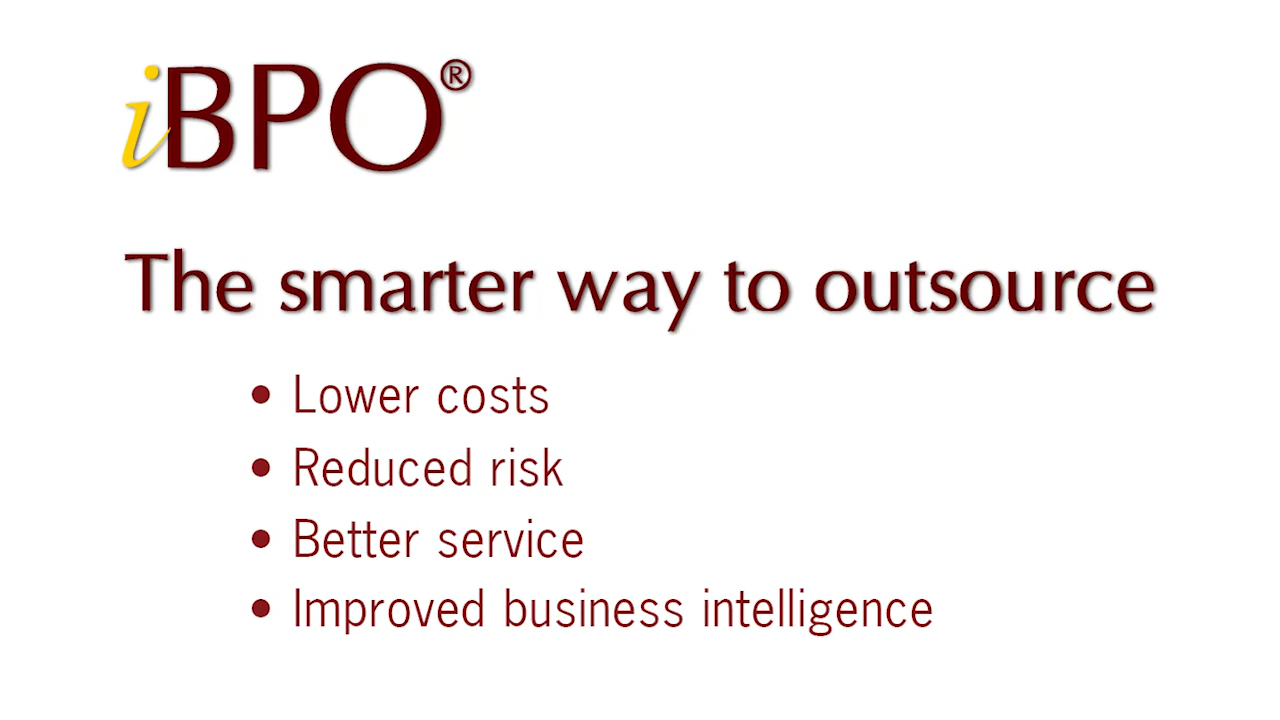 iBPO®
The smarter way to outsource
• Lower costs
• Reduced risk
• Better service
• Improved business intelligence